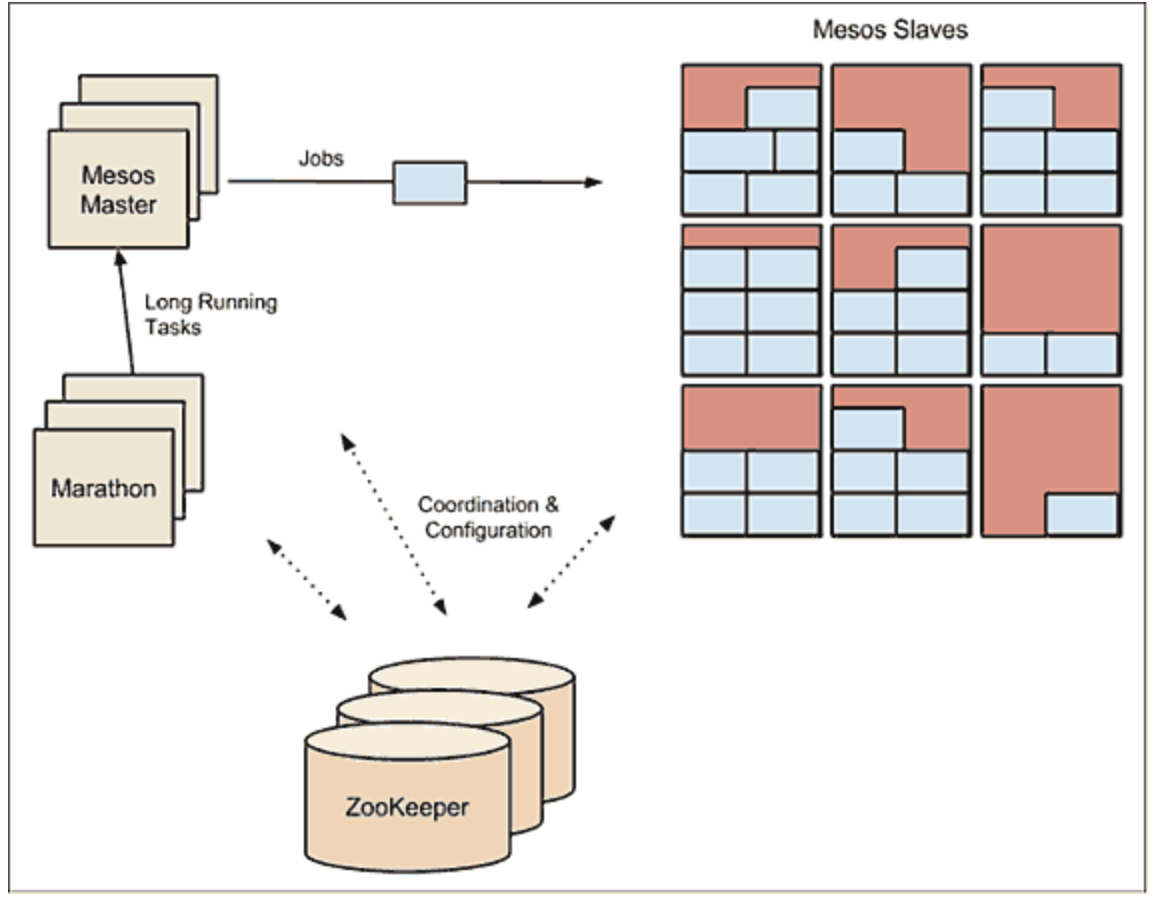 Mesos Slaves
Jobs
Mesos
Master
Long Running
Tasks
Marathon
Coordination &
Configuration
ZooKeeper